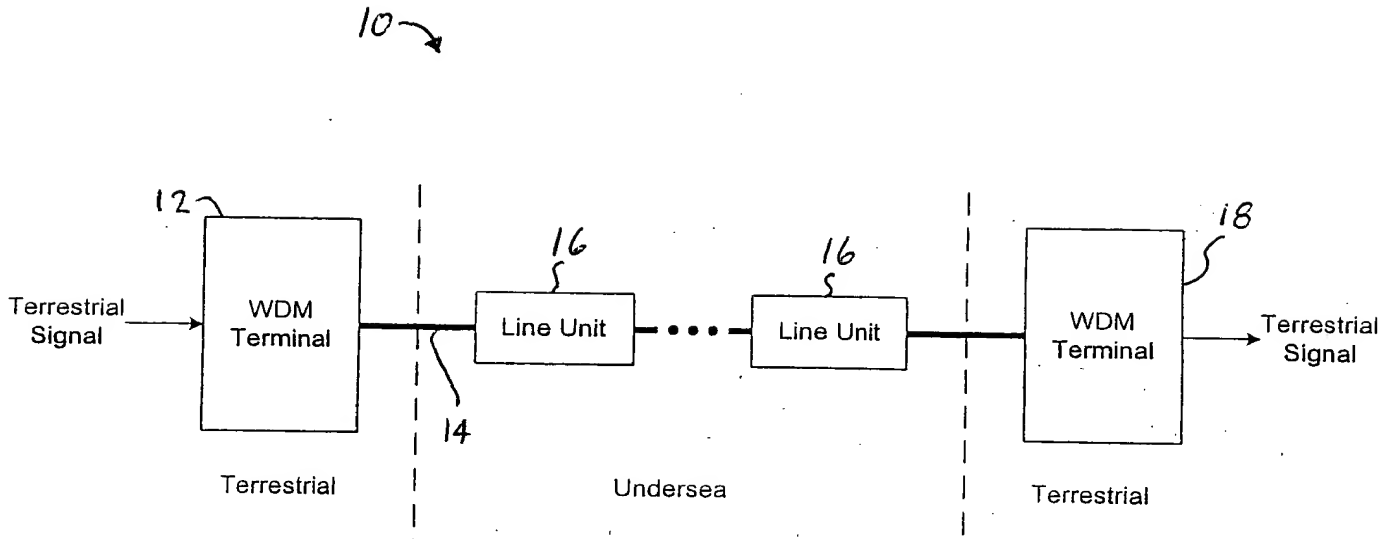 10
12
16
16
18
Terrestrial
Signal
WDM
Terminal
Line Unit
Line Unit
WDM
Terminal
Terrestrial
Signal
14
Terrestrial
Undersea
Terrestrial